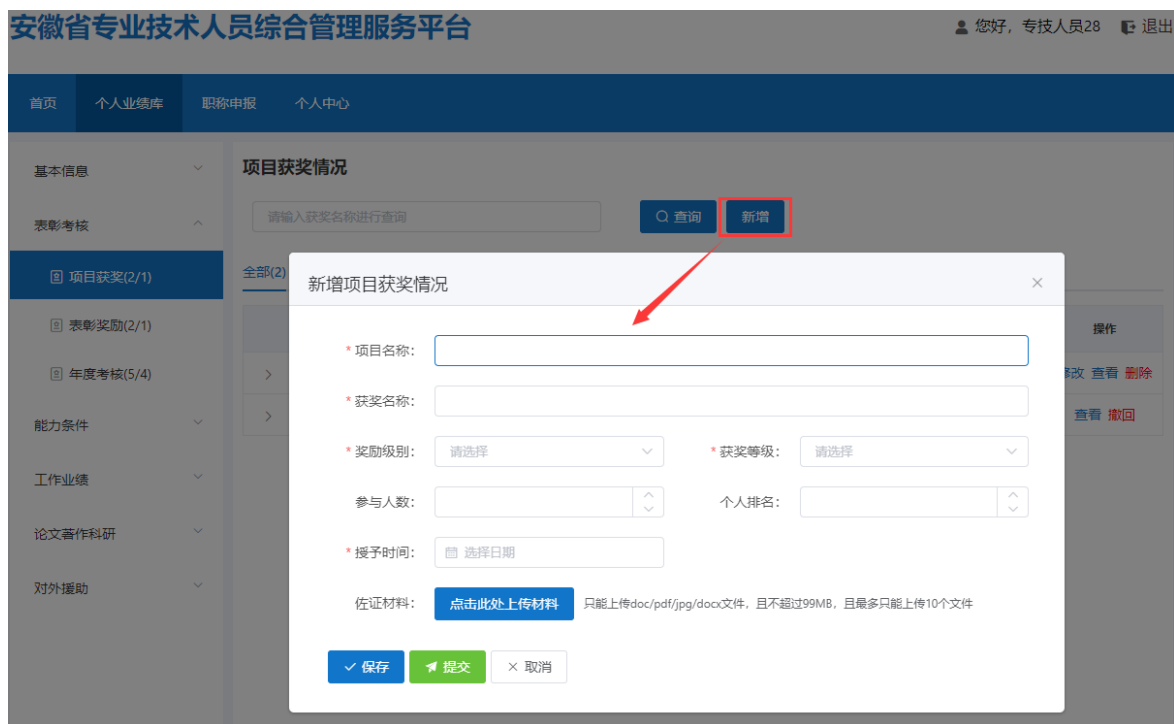 安徽省专业技术人员综合管理服务平台
您好，专技人员28 退出
首页 个人业绩库 职称申报 个人中心
基本信息
表彰考核
项目获奖(2/1)
表彰奖励(2/1)
年度考核(5/4)
能力条件
工作业绩
论文著作科研
对外援助
项目获奖情况
请输入获奖名称进行查询 查询 新增
全部(2)
操作
修改 查看 删除
查看 撤回
新增项目获奖情况
* 项目名称：
* 获奖名称：
* 奖励级别： 请选择 * 获奖等级： 请选择
参与人数： 个人排名：
* 授予时间： 选择日期
佐证材料： 点击此处上传材料 只能上传doc/pdf/jpg/docx文件，且不超过99MB，且最多只能上传10个文件
保存 提交 取消